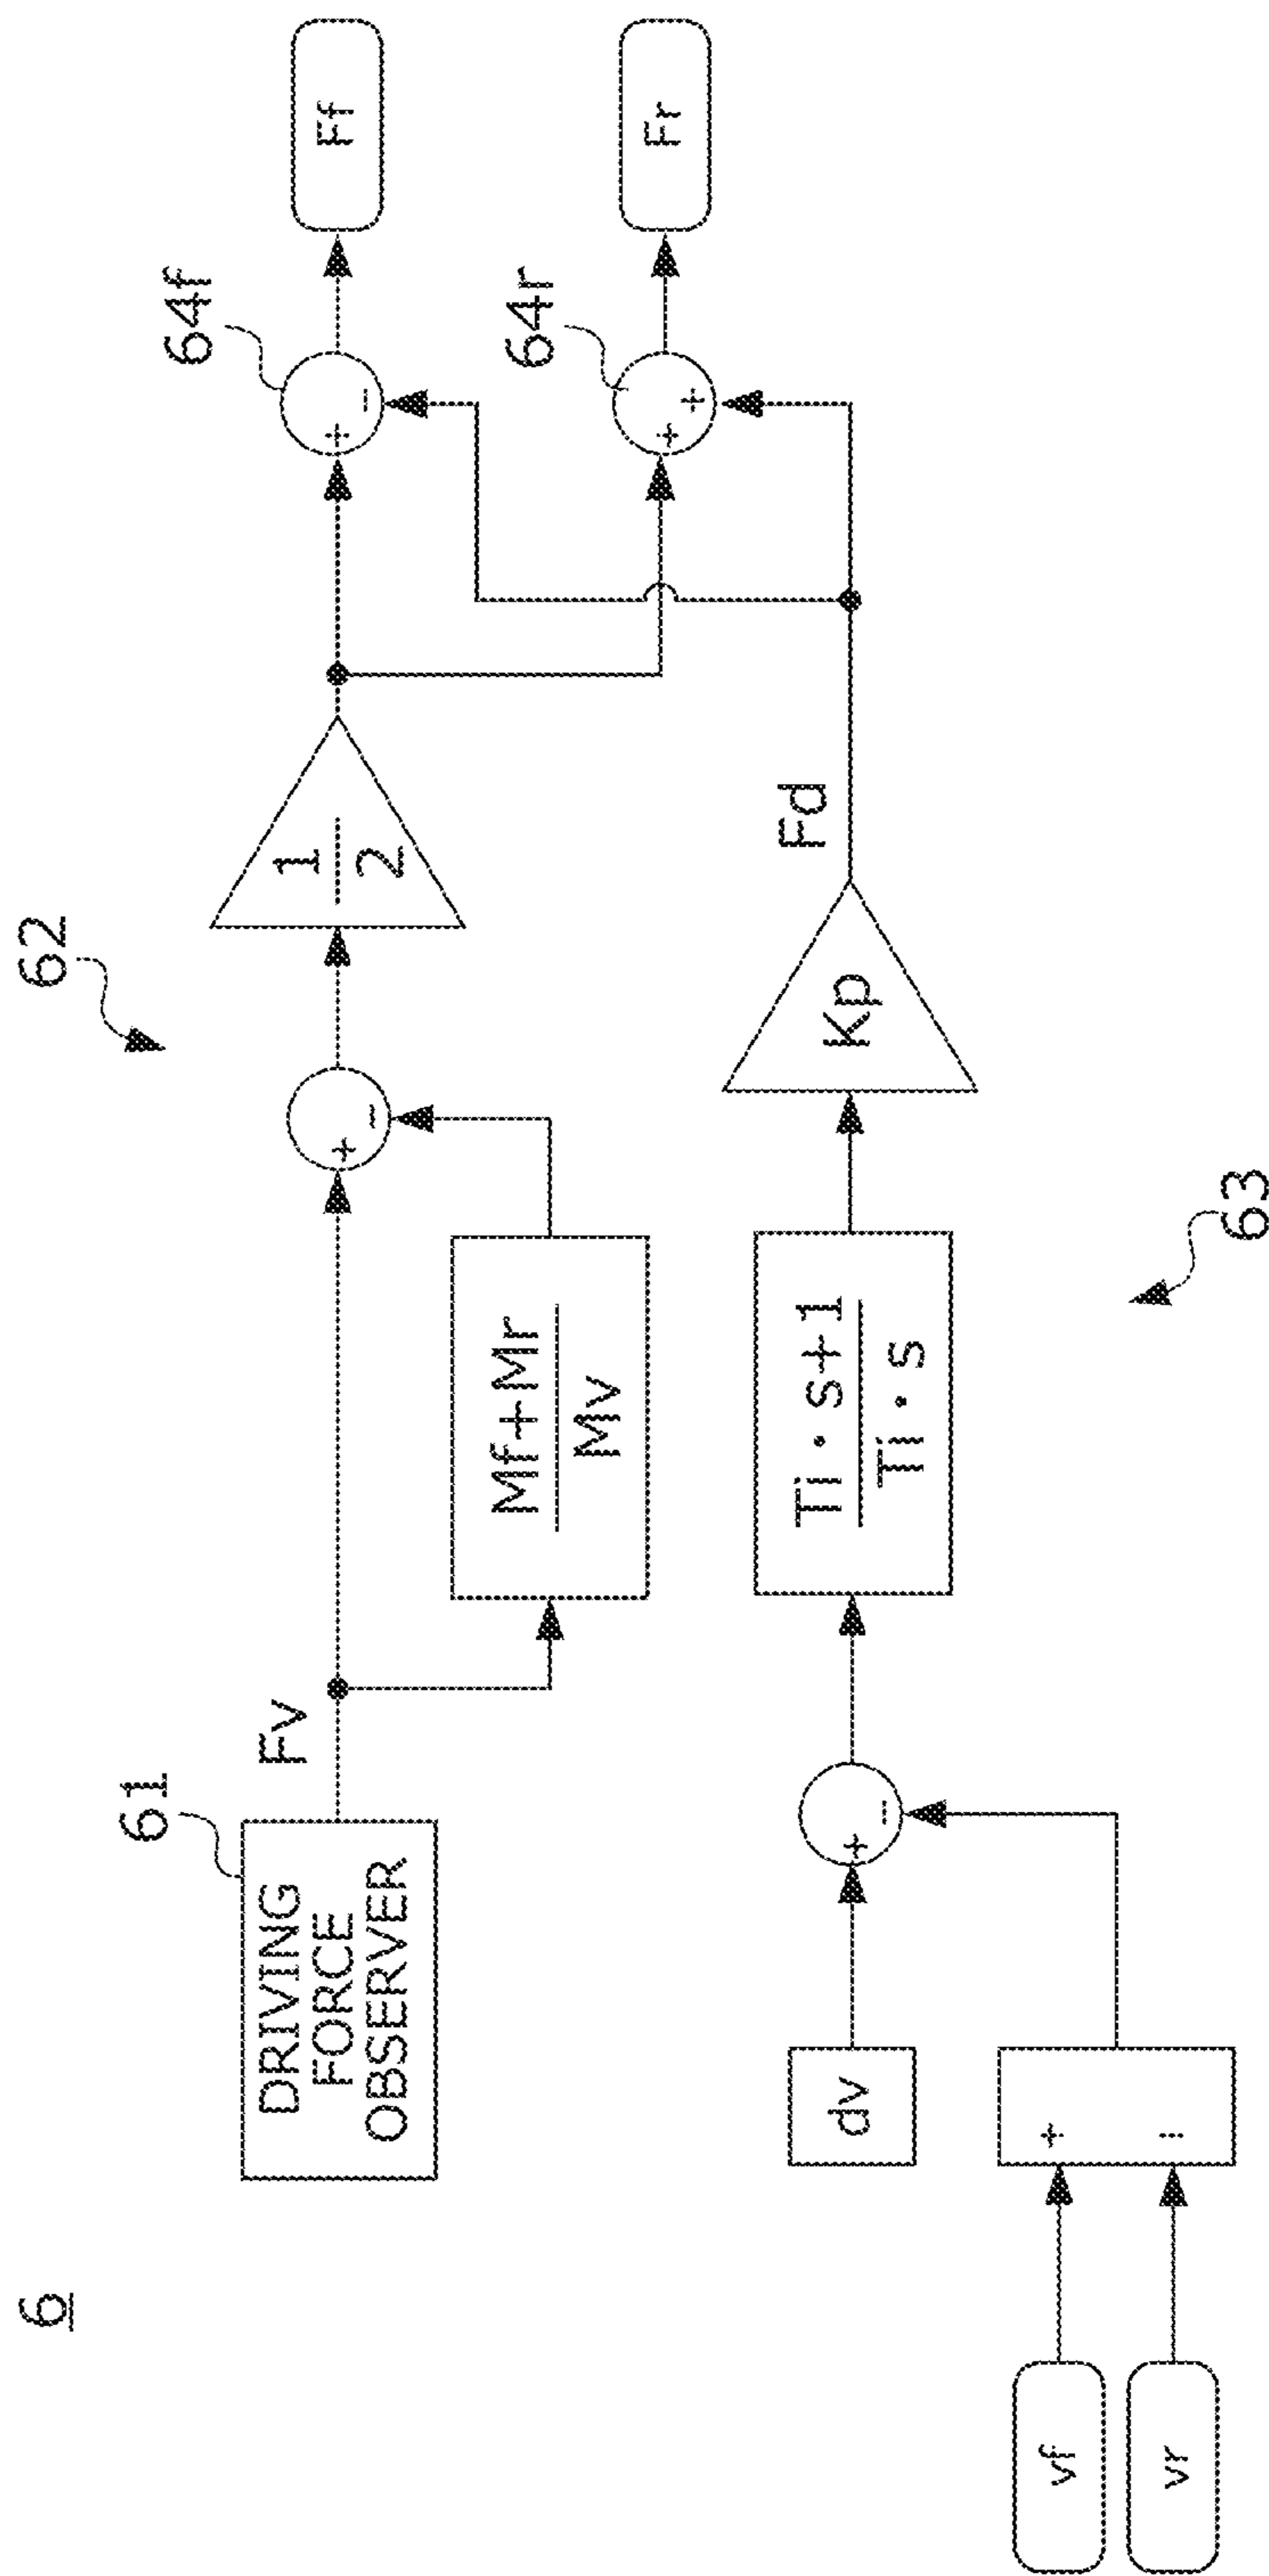 6
62
61
DRIVING
FORCE
OBSERVER
Fv
+
−
Mf+Mr
Mv
1
2
64f
+
−
Ff
64r
+
+
Fr
dv
+
−
Ti・s+1
Ti・s
Kp
Fd
vf
vr
+
−
63